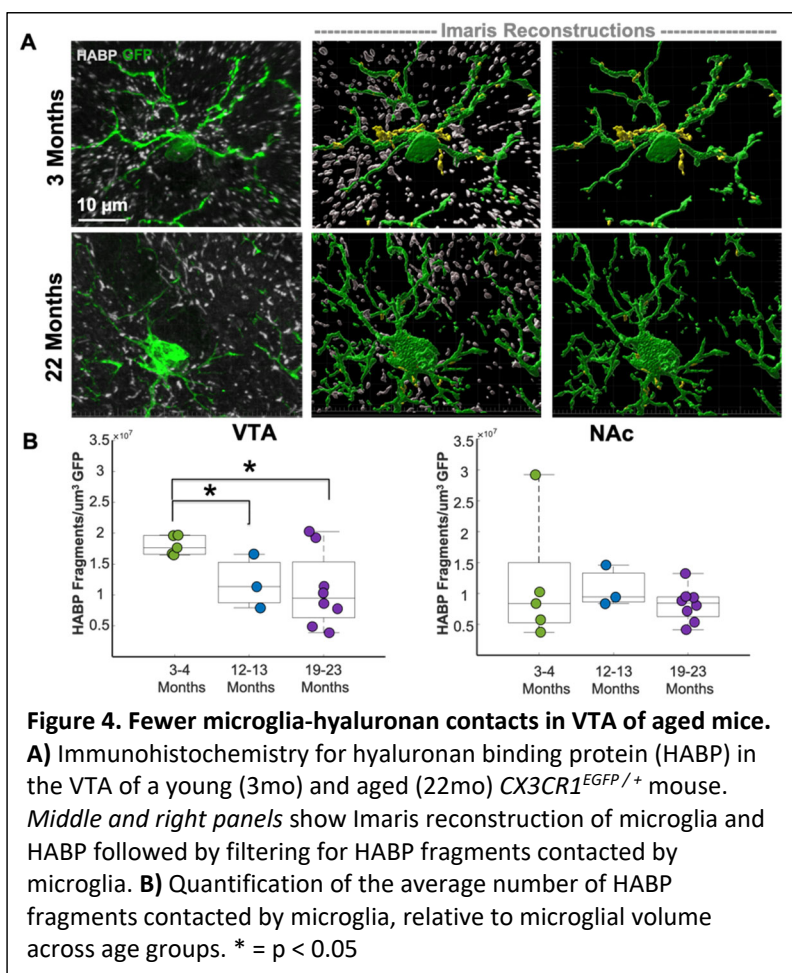 A
------------------- Imaris Reconstructions -------------------
HABP GFP
3 Months
10 µm
22 Months
B
VTA
×10⁷
HABP Fragments/um³ GFP
3.5
3
2.5
2
1.5
1
0.5
*
*
3-4 Months
12-13 Months
19-23 Months
NAc
×10⁷
HABP Fragments/um³ GFP
3.5
3
2.5
2
1.5
1
0.5
3-4 Months
12-13 Months
19-23 Months
Figure 4. Fewer microglia-hyaluronan contacts in VTA of aged mice.
A) Immunohistochemistry for hyaluronan binding protein (HABP) in
the VTA of a young (3mo) and aged (22mo) CX3CR1^EGFP/+ mouse.
Middle and right panels show Imaris reconstruction of microglia and
HABP followed by filtering for HABP fragments contacted by
microglia. B) Quantification of the average number of HABP
fragments contacted by microglia, relative to microglial volume
across age groups. * = p < 0.05